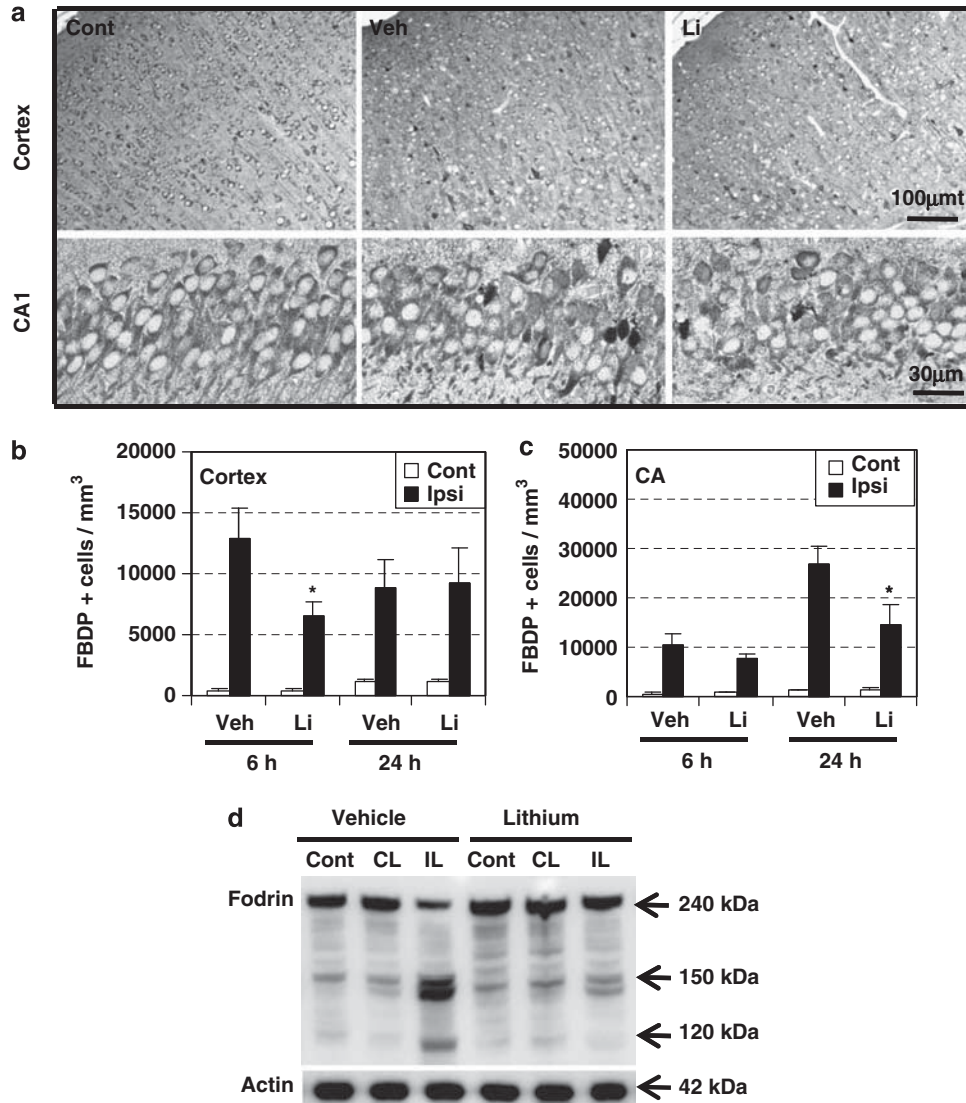 a
Cont Veh Li
Cortex
100µmt
CA1
30µm
b
20000
15000
10000
5000
0
FBDP + cells / mm3
Cortex
Cont
Ipsi
*
Veh Li Veh Li
6 h 24 h
c
50000
40000
30000
20000
10000
0
FBDP + cells / mm3
CA
Cont
Ipsi
*
Veh Li Veh Li
6 h 24 h
d
Vehicle Lithium
Cont CL IL Cont CL IL
Fodrin 240 kDa
150 kDa
120 kDa
Actin 42 kDa